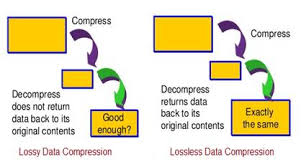 Compress
Decompress
does not return
data back to its
original contents
Good
enough?
Lossy Data Compression
Compress
Decompress
returns data
back to its
original contents
Exactly
the same
Lossless Data Compression